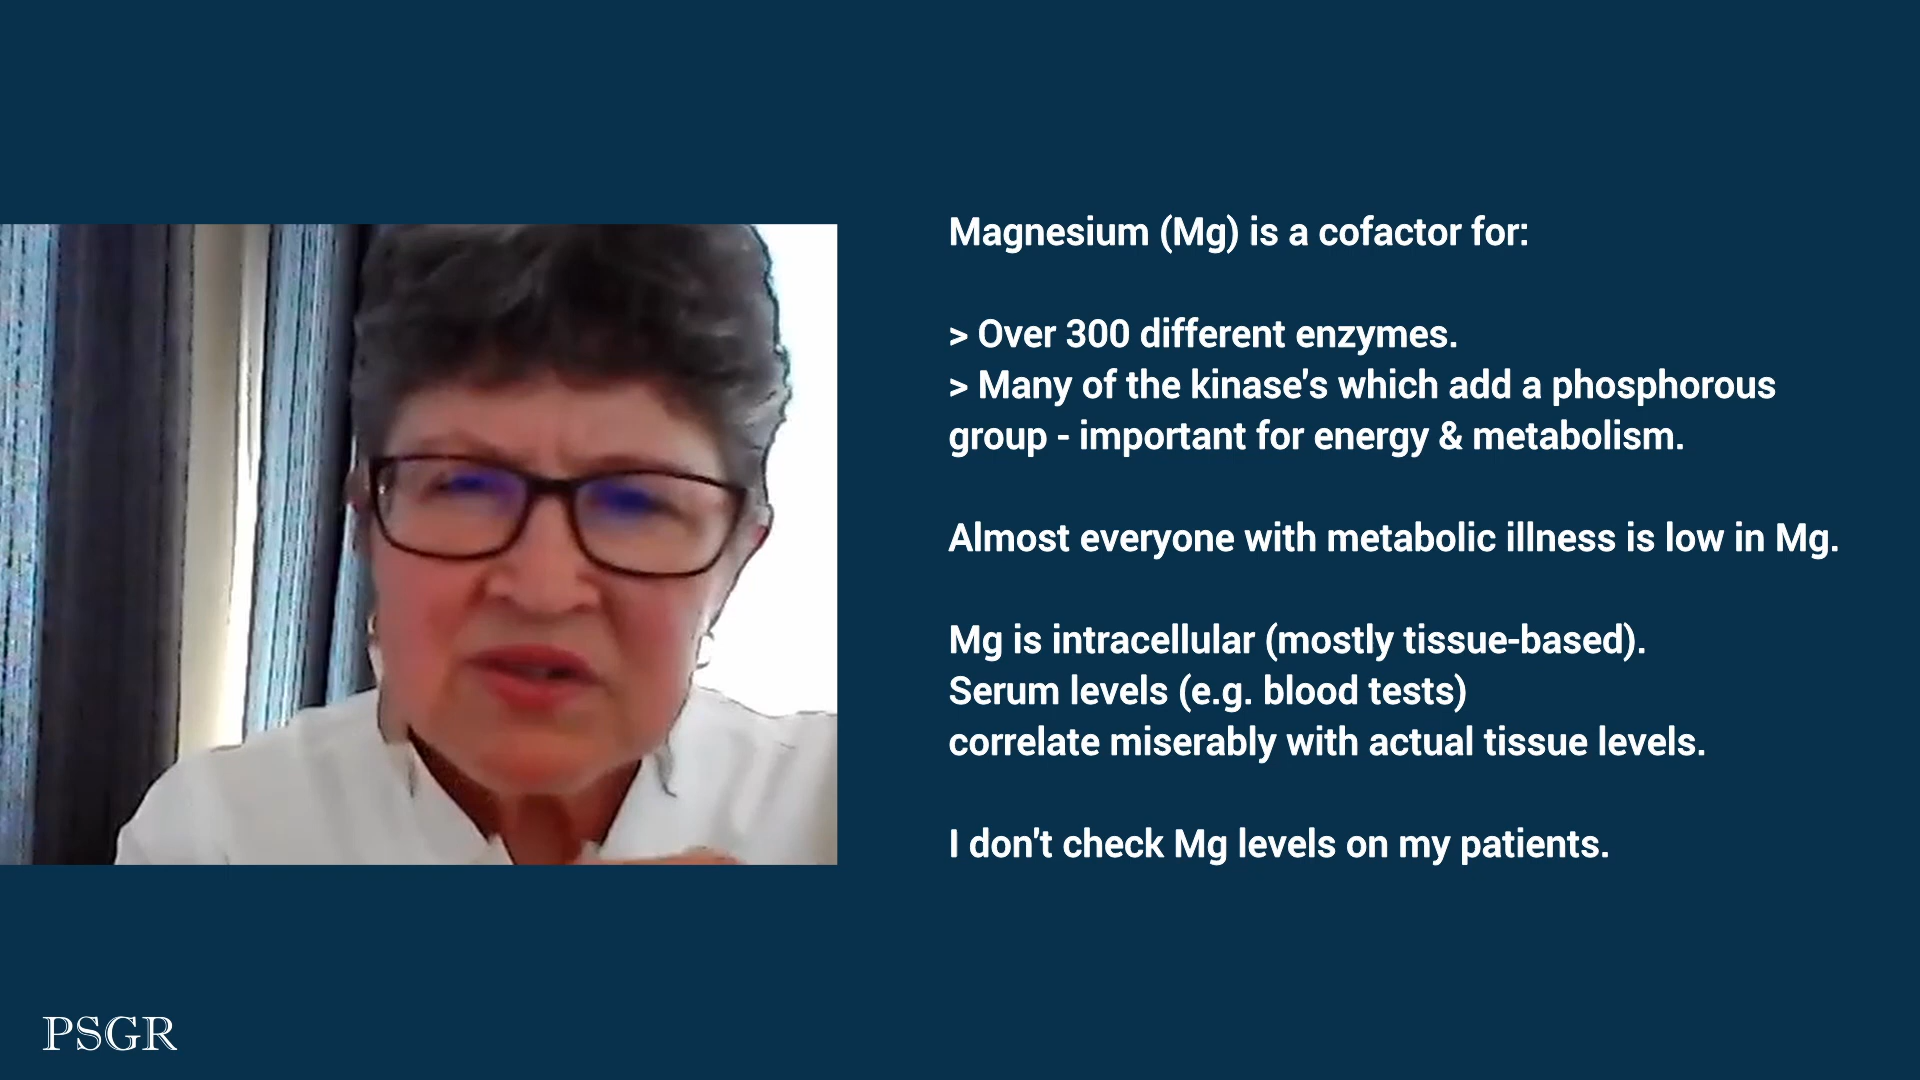 Magnesium (Mg) is a cofactor for:
> Over 300 different enzymes.
> Many of the kinase's which add a phosphorous
group - important for energy & metabolism.
Almost everyone with metabolic illness is low in Mg.
Mg is intracellular (mostly tissue-based).
Serum levels (e.g. blood tests)
correlate miserably with actual tissue levels.
I don't check Mg levels on my patients.
PSGR